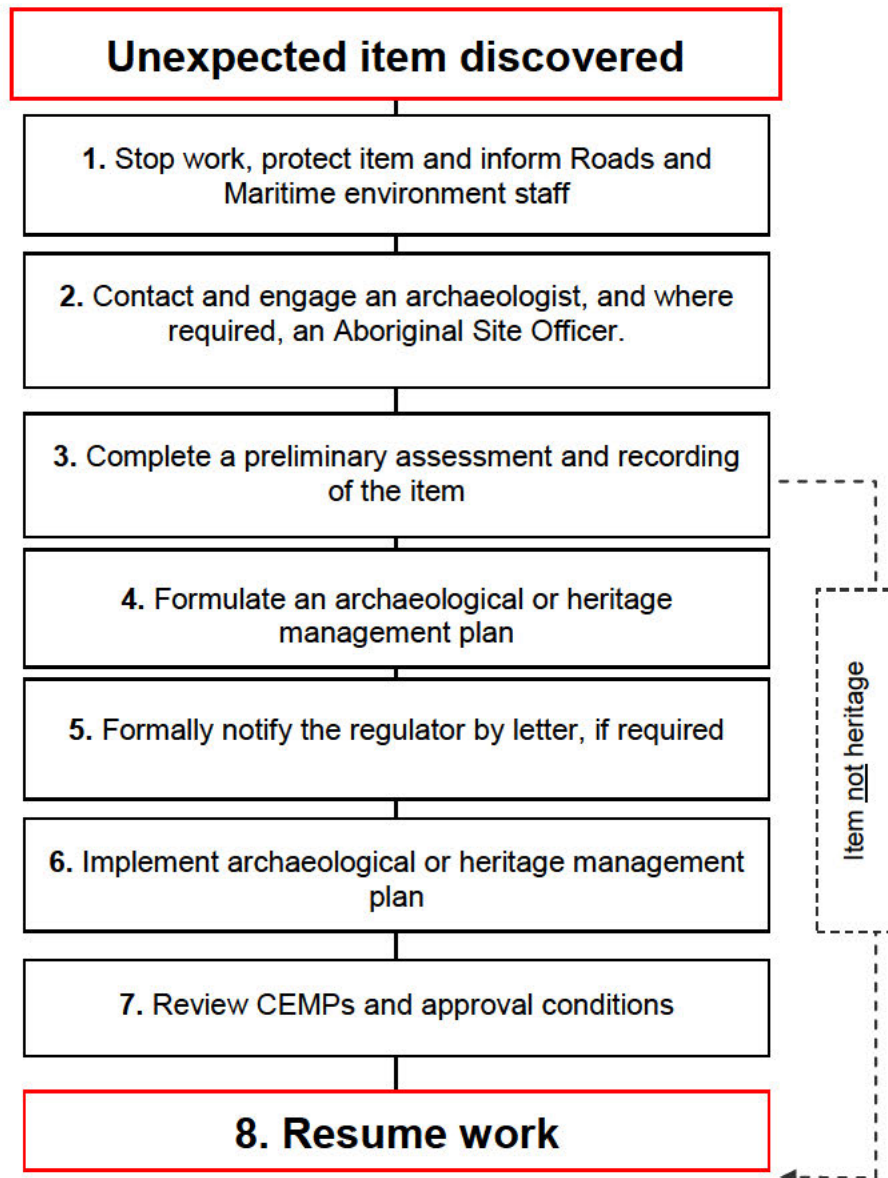 Unexpected item discovered
1. Stop work, protect item and inform Roads and
Maritime environment staff
2. Contact and engage an archaeologist, and where
required, an Aboriginal Site Officer.
3. Complete a preliminary assessment and recording
of the item
4. Formulate an archaeological or heritage
management plan
5. Formally notify the regulator by letter, if required
6. Implement archaeological or heritage management
plan
7. Review CEMPs and approval conditions
8. Resume work
Item not heritage